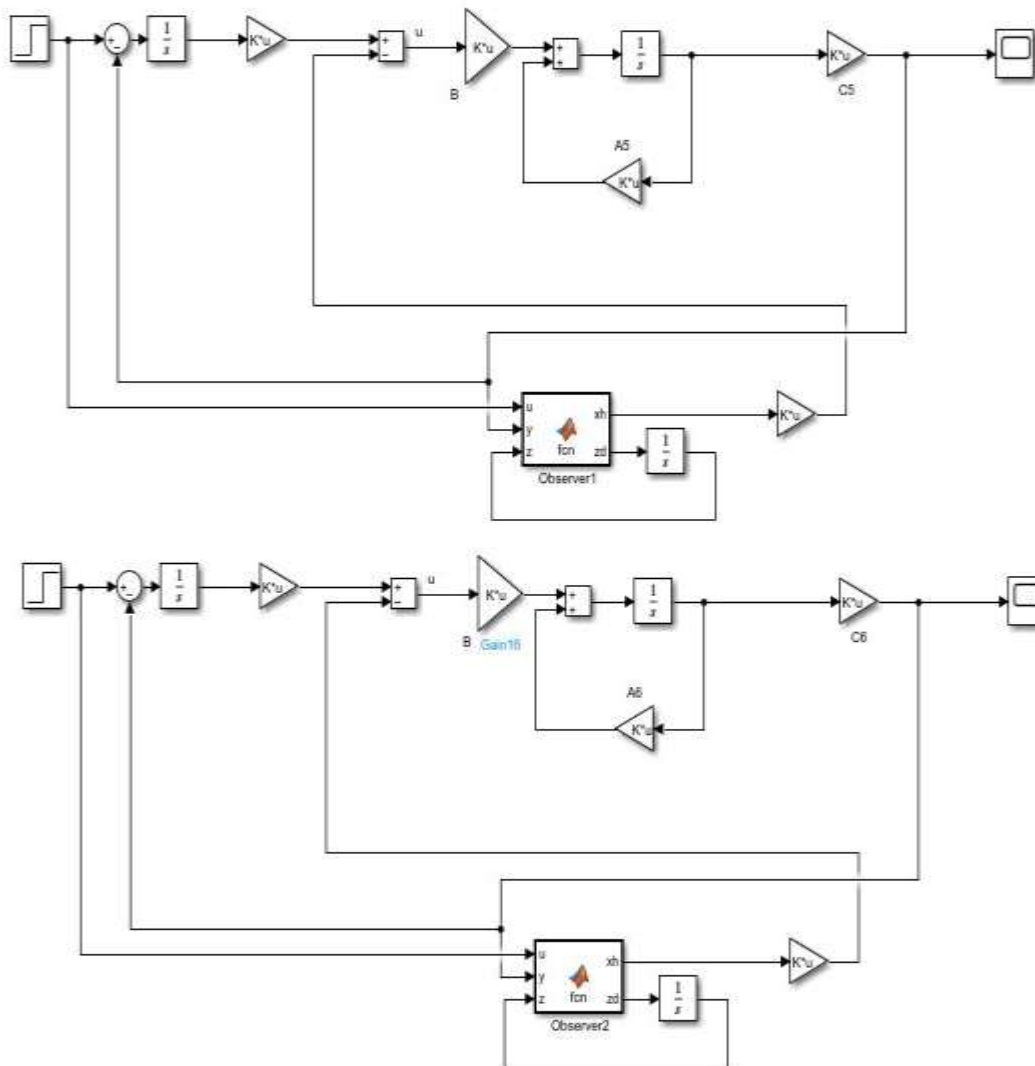 + -
1
s
K*u
+
-
u
K*u
B
+
+
1
s
K*u
C5
A5
K*u
u
y
z
fcn
xh
zd
Observer1
1
s
K*u
+ -
1
s
K*u
+
-
u
K*u
B Gain16
+
+
1
s
K*u
C6
A6
K*u
u
y
z
fcn
xh
zd
Observer2
1
s
K*u